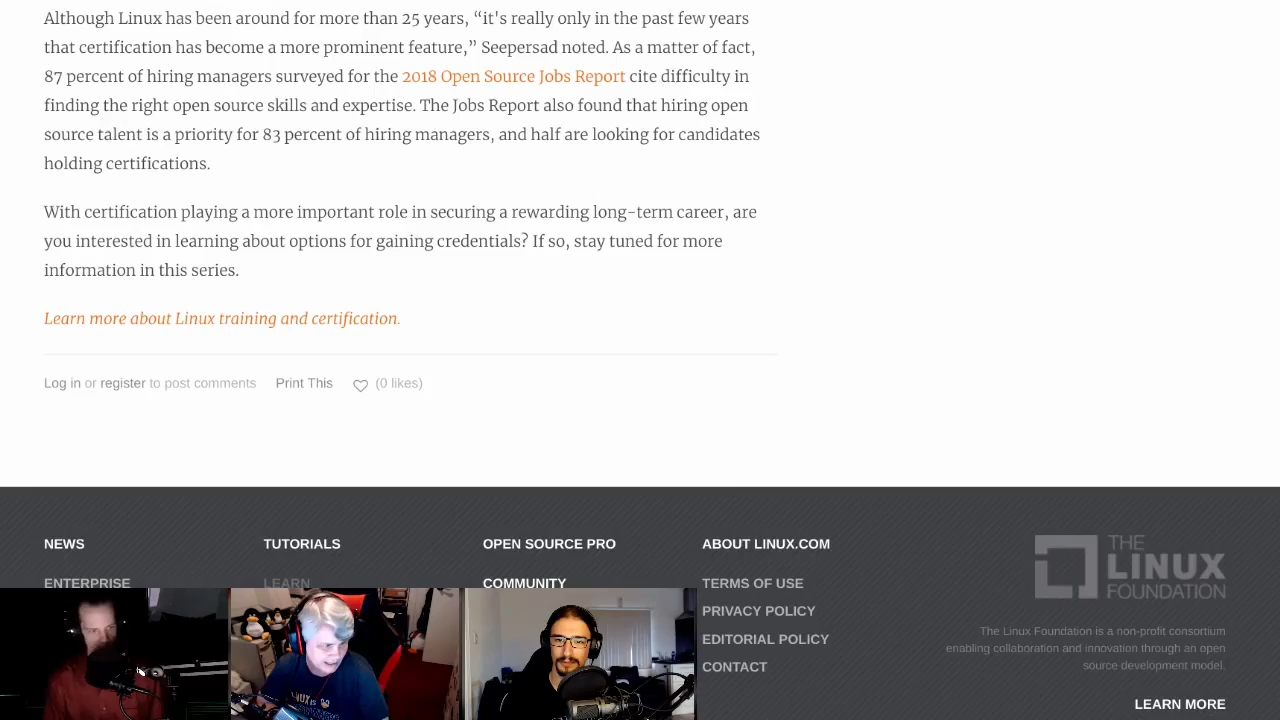 Although Linux has been around for more than 25 years, “it's really only in the past few years
that certification has become a more prominent feature,” Seepersad noted. As a matter of fact,
87 percent of hiring managers surveyed for the 2018 Open Source Jobs Report cite difficulty in
finding the right open source skills and expertise. The Jobs Report also found that hiring open
source talent is a priority for 83 percent of hiring managers, and half are looking for candidates
holding certifications.
With certification playing a more important role in securing a rewarding long-term career, are
you interested in learning about options for gaining credentials? If so, stay tuned for more
information in this series.
Learn more about Linux training and certification.
Log in or register to post comments Print This (0 likes)
NEWS
ENTERPRISE
TUTORIALS
LEARN
OPEN SOURCE PRO
COMMUNITY
ABOUT LINUX.COM
TERMS OF USE
PRIVACY POLICY
EDITORIAL POLICY
CONTACT
THE
LINUX
FOUNDATION
The Linux Foundation is a non-profit consortium
enabling collaboration and innovation through an open
source development model.
LEARN MORE
LINUX IS